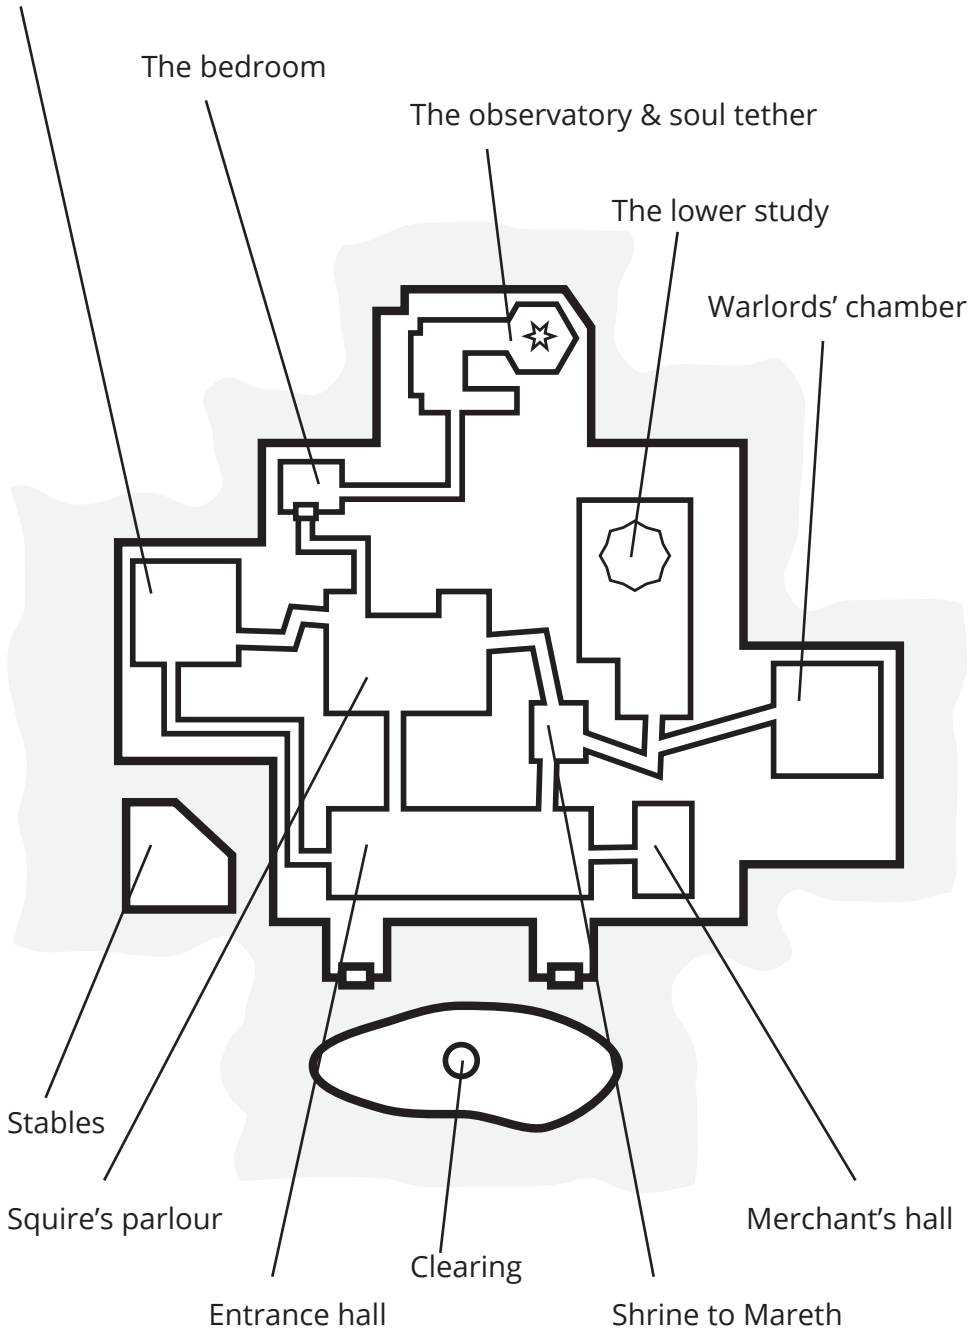 The bedroom
The observatory & soul tether
The lower study
Warlords’ chamber
Stables
Squire’s parlour
Merchant’s hall
Clearing
Entrance hall
Shrine to Mareth